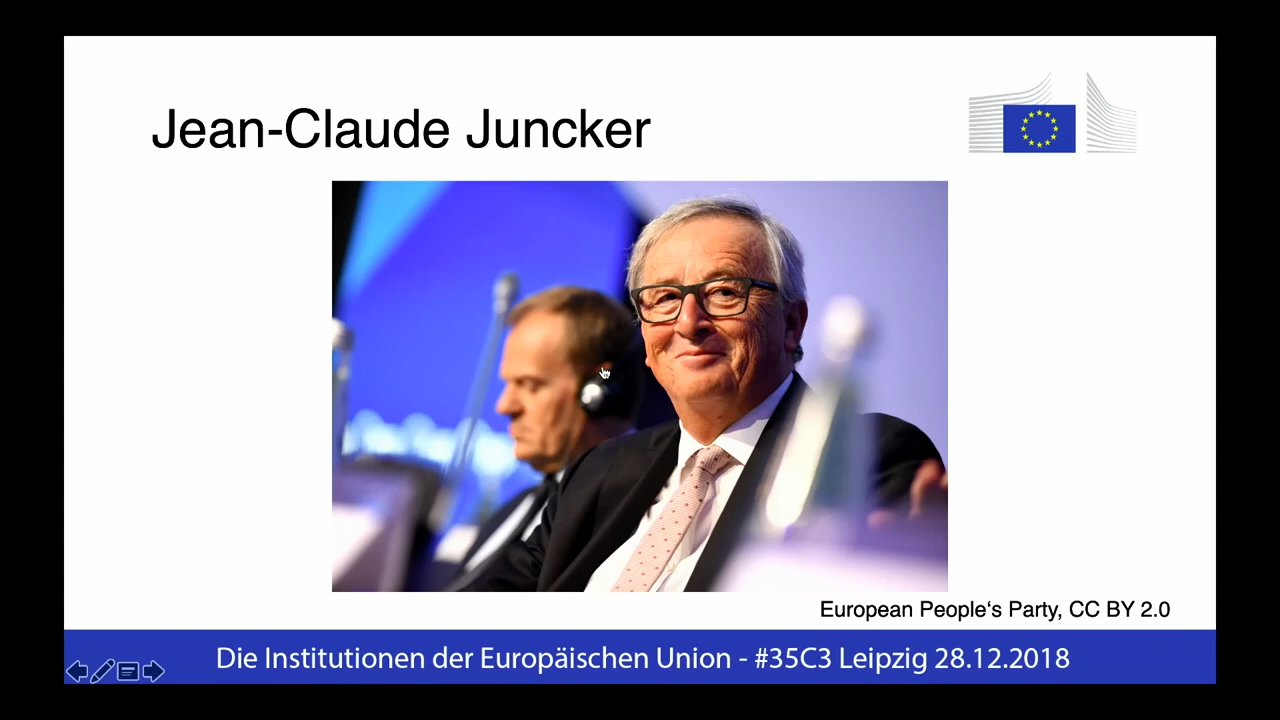 Jean-Claude Juncker
European People‘s Party, CC BY 2.0
Die Institutionen der Europäischen Union - #35C3 Leipzig 28.12.2018